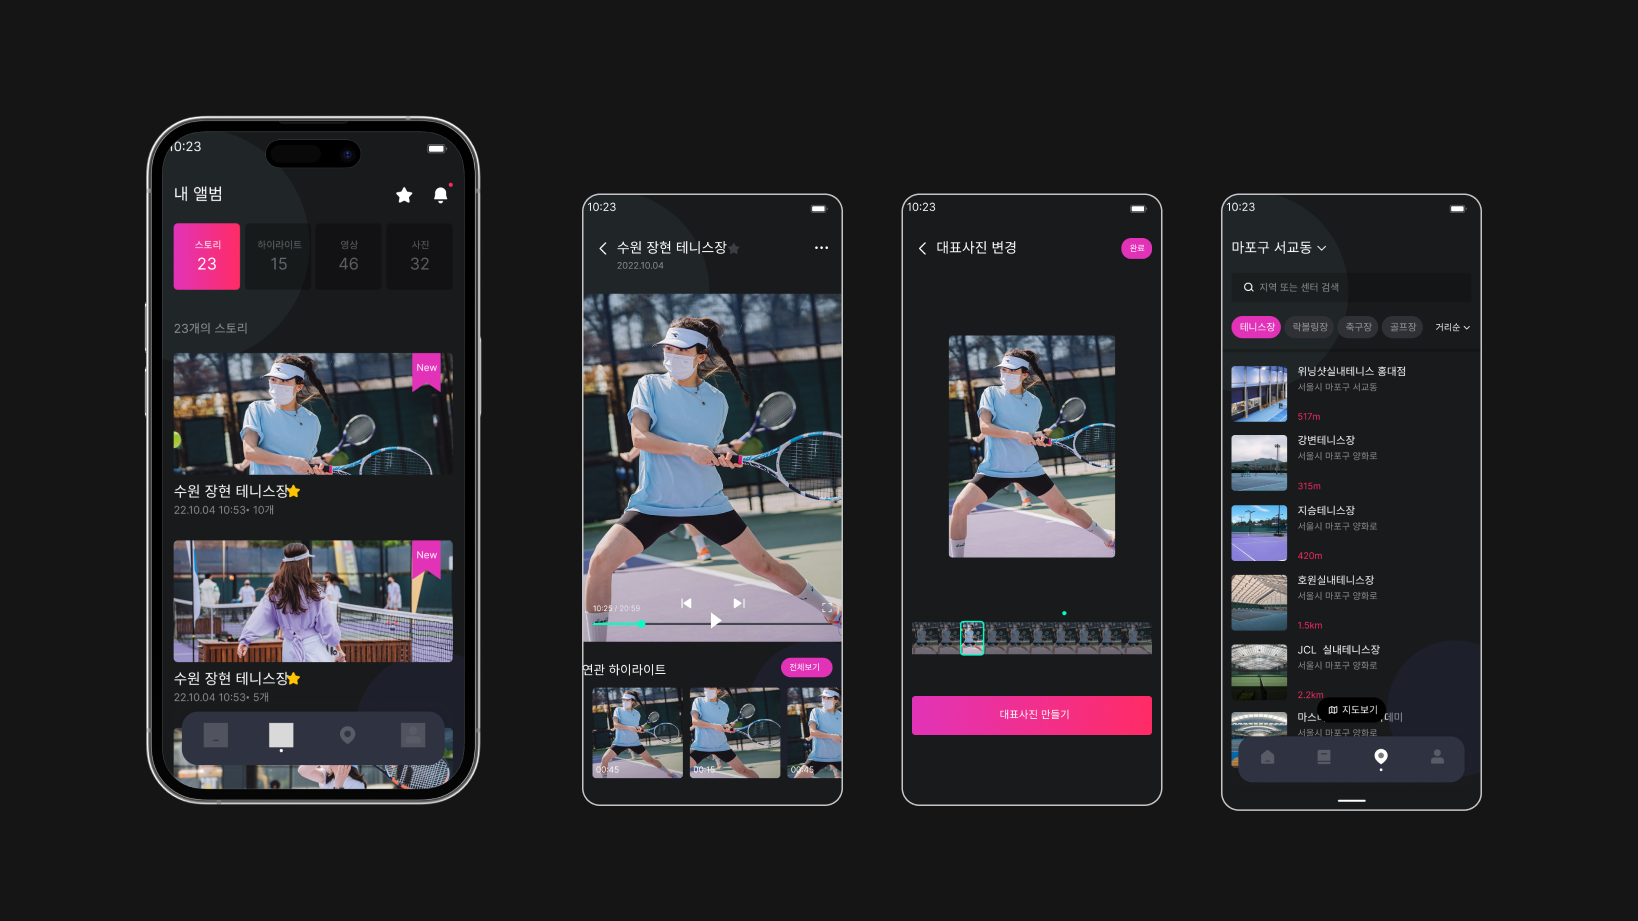 10:23
내 앨범
스토리
23
하이라이트
15
영상
46
사진
32
23개의 스토리
New
수원 장현 테니스장
22.10.04 10:53• 10개
New
수원 장현 테니스장
22.10.04 10:53• 5개
10:23
수원 장현 테니스장
2022.10.04
10:25 / 20:59
연관 하이라이트
전체보기
00:45
00:15
00:45
10:23
대표사진 변경
완료
대표사진 만들기
10:23
마포구 서교동
지역 또는 센터 검색
테니스장
락볼링장
축구장
골프장
거리순
위닝샷실내테니스 홍대점
서울시 마포구 서교동
517m
강변테니스장
서울시 마포구 양화로
315m
지승테니스장
서울시 마포구 양화로
420m
호원실내테니스장
서울시 마포구 양화로
1.5km
JCL 실내테니스장
서울시 마포구 양화로
2.2km
지도보기
마스
데미
서울시 마포구 양화로